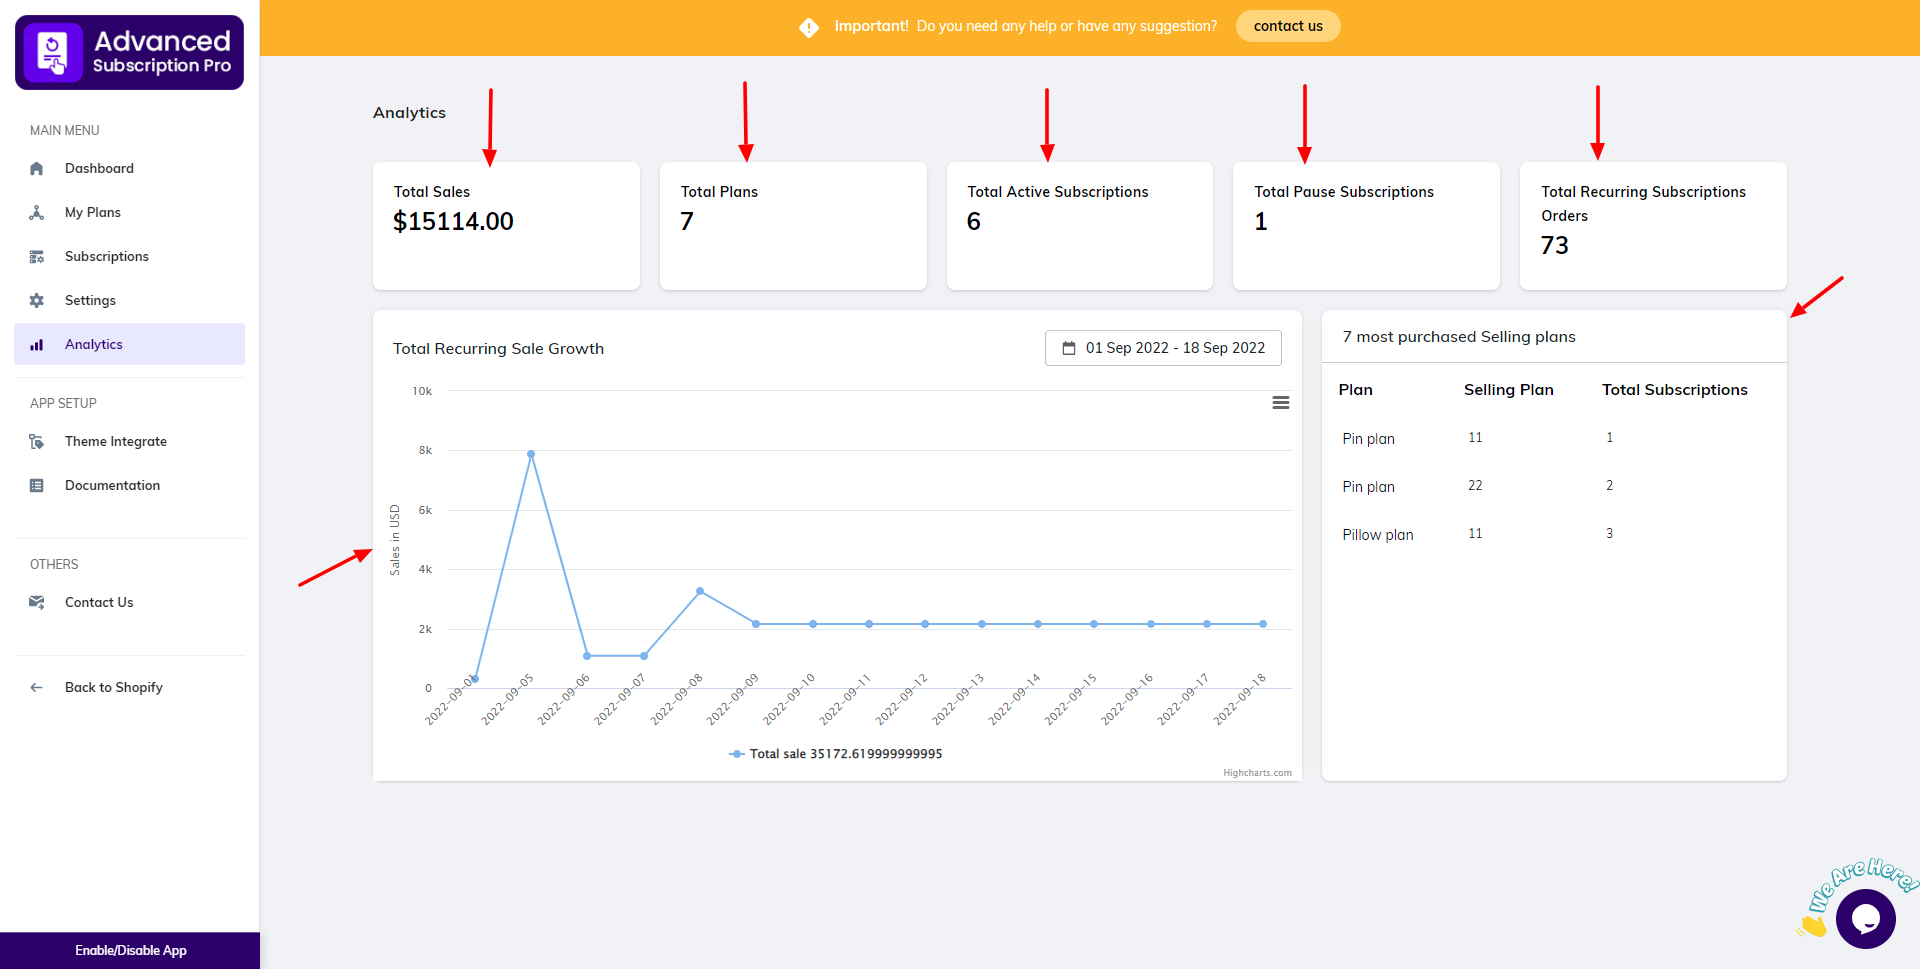 Advanced
Subscription Pro
Important! Do you need any help or have any suggestion? contact us
MAIN MENU
Dashboard
My Plans
Subscriptions
Settings
Analytics
APP SETUP
Theme Integrate
Documentation
OTHERS
Contact Us
Back to Shopify
Enable/Disable App
Analytics
Total Sales
$15114.00
Total Plans
7
Total Active Subscriptions
6
Total Pause Subscriptions
1
Total Recurring Subscriptions
Orders
73
Total Recurring Sale Growth
01 Sep 2022 - 18 Sep 2022
Sales in USD
10k
8k
6k
4k
2k
0
2022-09-01
2022-09-05
2022-09-06
2022-09-07
2022-09-08
2022-09-09
2022-09-10
2022-09-11
2022-09-12
2022-09-13
2022-09-14
2022-09-15
2022-09-16
2022-09-17
2022-09-18
Total sale 35172.619999999995
Highcharts.com
7 most purchased Selling plans
Plan Selling Plan Total Subscriptions
Pin plan 11 1
Pin plan 22 2
Pillow plan 11 3
We Are Here!